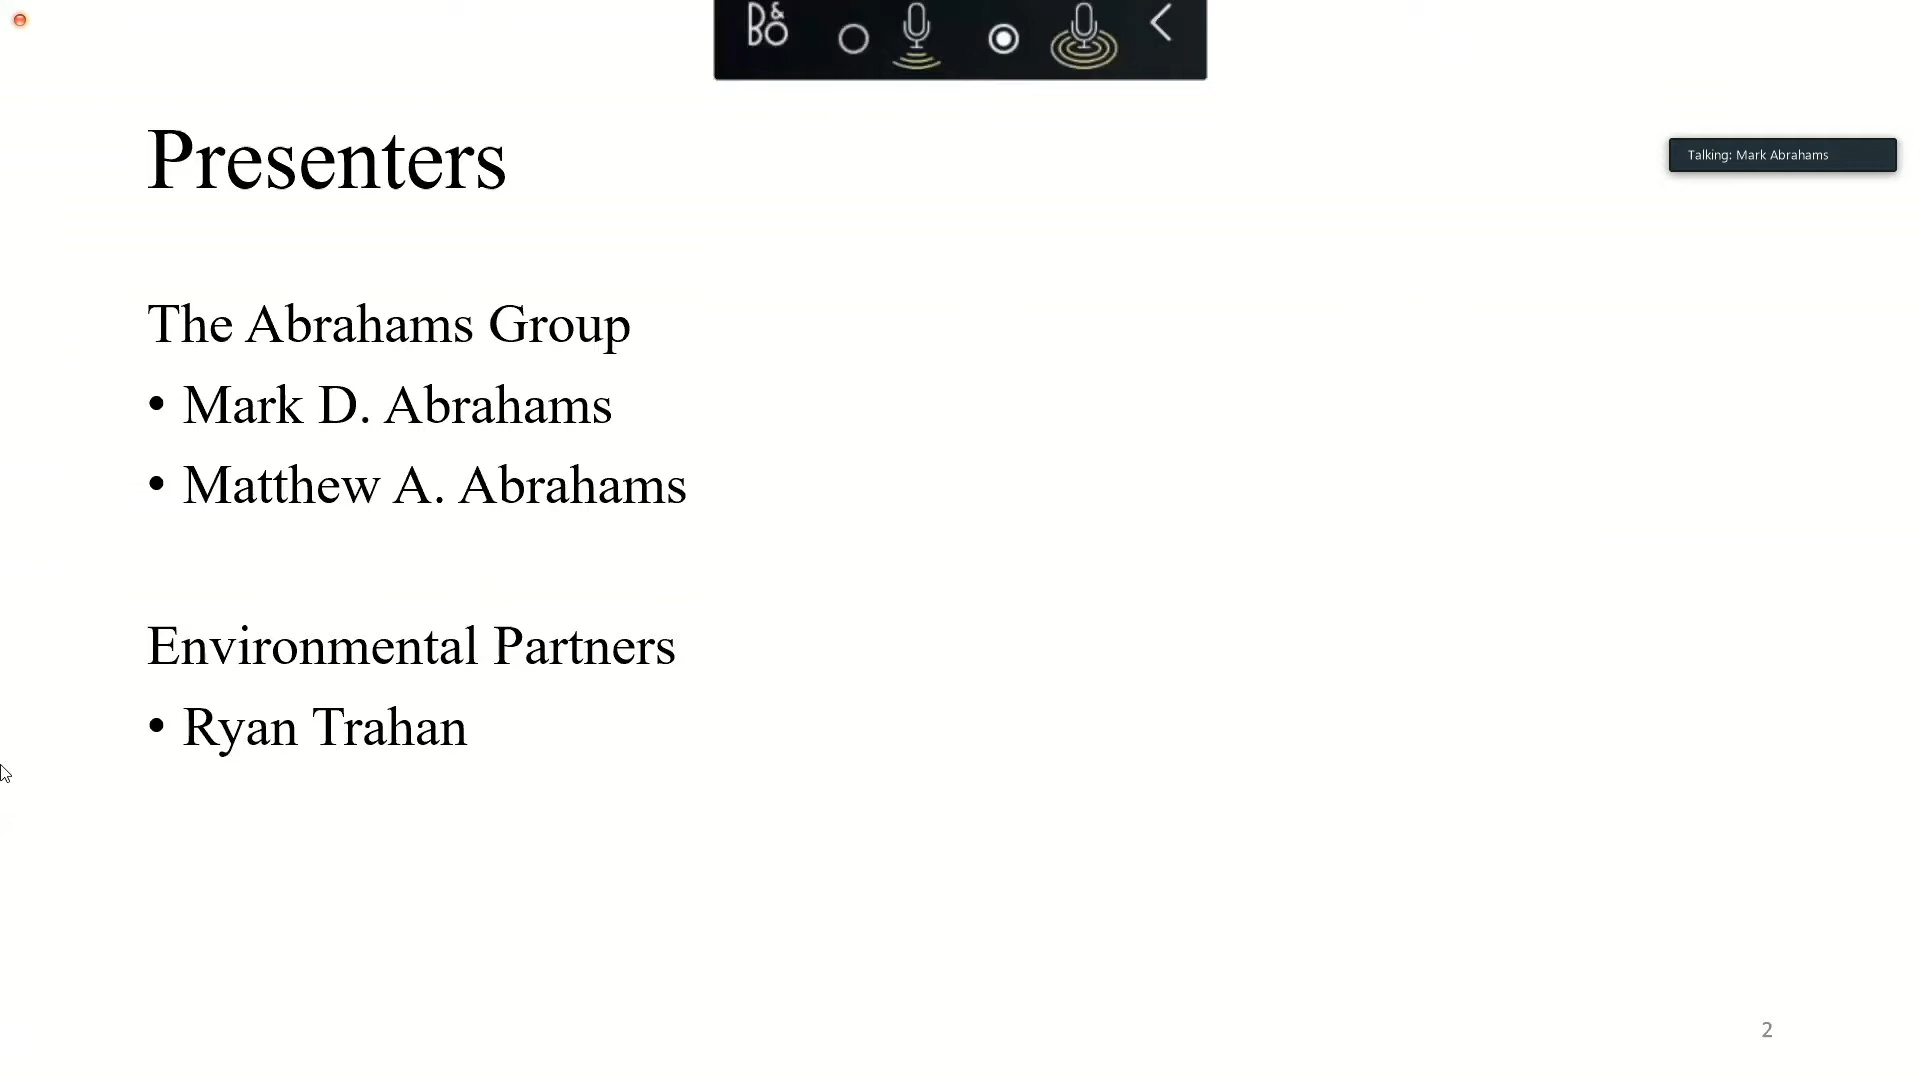 B&O
Presenters
Talking: Mark Abrahams
The Abrahams Group
• Mark D. Abrahams
• Matthew A. Abrahams
Environmental Partners
• Ryan Trahan
2